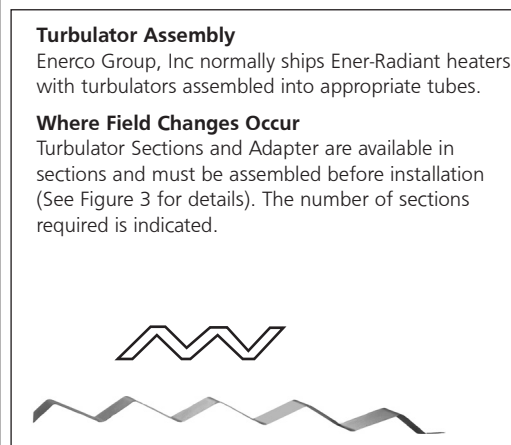 Turbulator Assembly
Enerco Group, Inc normally ships Ener-Radiant heaters
with turbulators assembled into appropriate tubes.
Where Field Changes Occur
Turbulator Sections and Adapter are available in
sections and must be assembled before installation
(See Figure 3 for details). The number of sections
required is indicated.